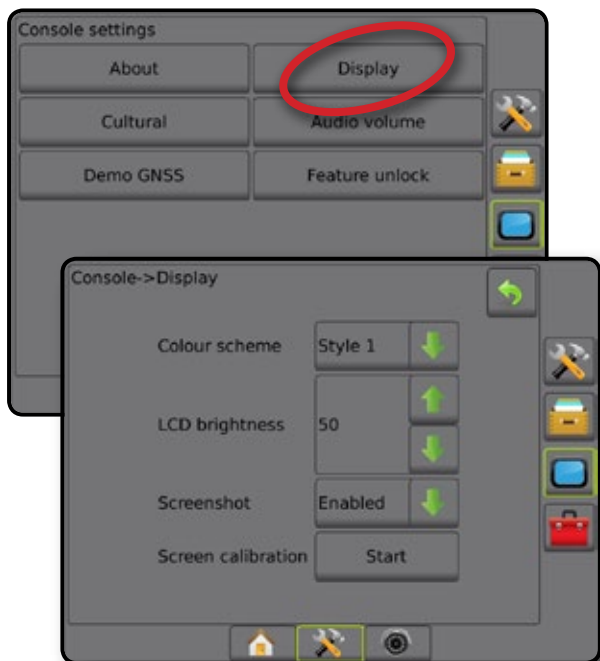 Console settings
About
Display
Cultural
Audio volume
Demo GNSS
Feature unlock
Console->Display
Colour scheme
Style 1
LCD brightness
50
Screenshot
Enabled
Screen calibration
Start